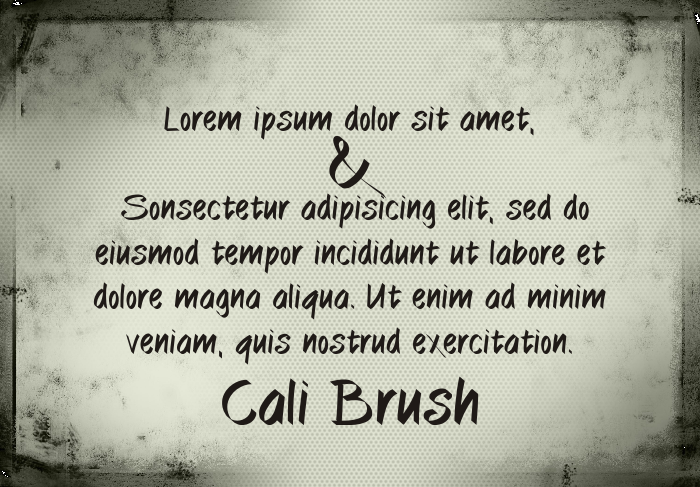 Lorem ipsum dolor sit amet,
&
Sonsectetur adipisicing elit, sed do
eiusmod tempor incididunt ut labore et
dolore magna aliqua. Ut enim ad minim
veniam, quis nostrud exercitation.
Cali Brush